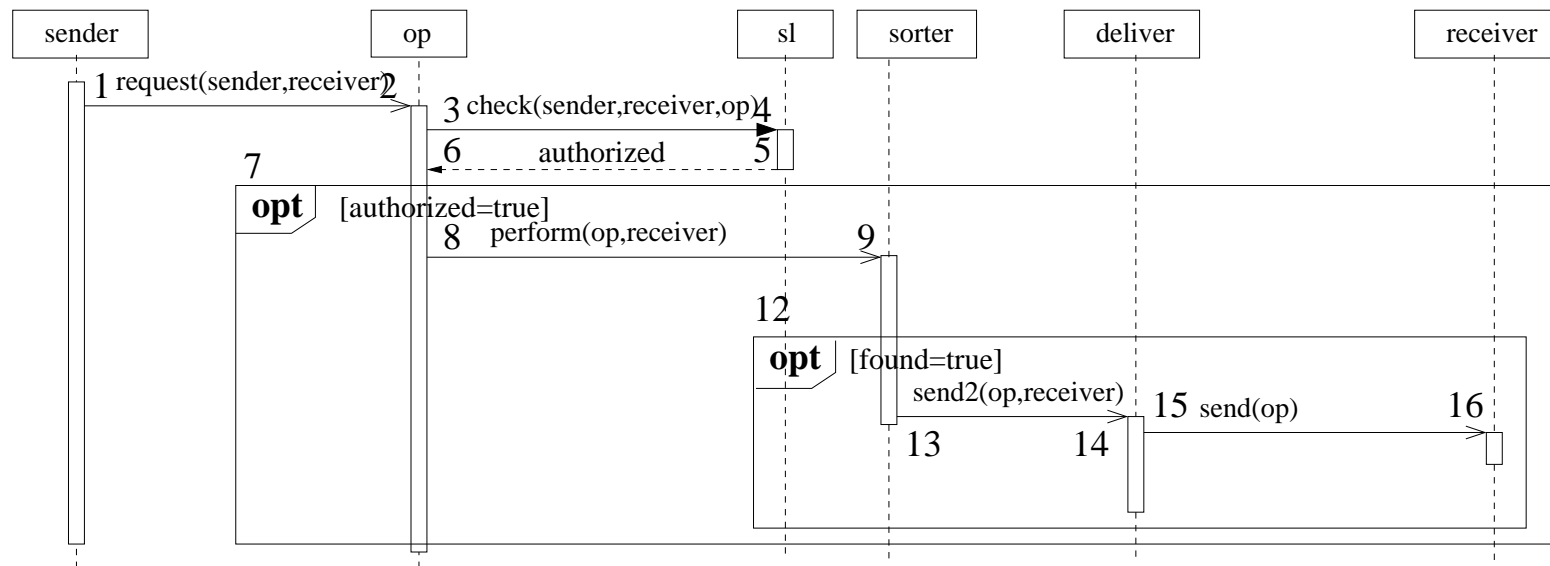 sender op sl sorter deliver receiver
1 request(sender,receiver) 2
3 check(sender,receiver,op) 4
6 authorized 5
7
opt [authorized=true]
8 perform(op,receiver) 9
12
opt [found=true]
send2(op,receiver) 15 send(op) 16
13 14